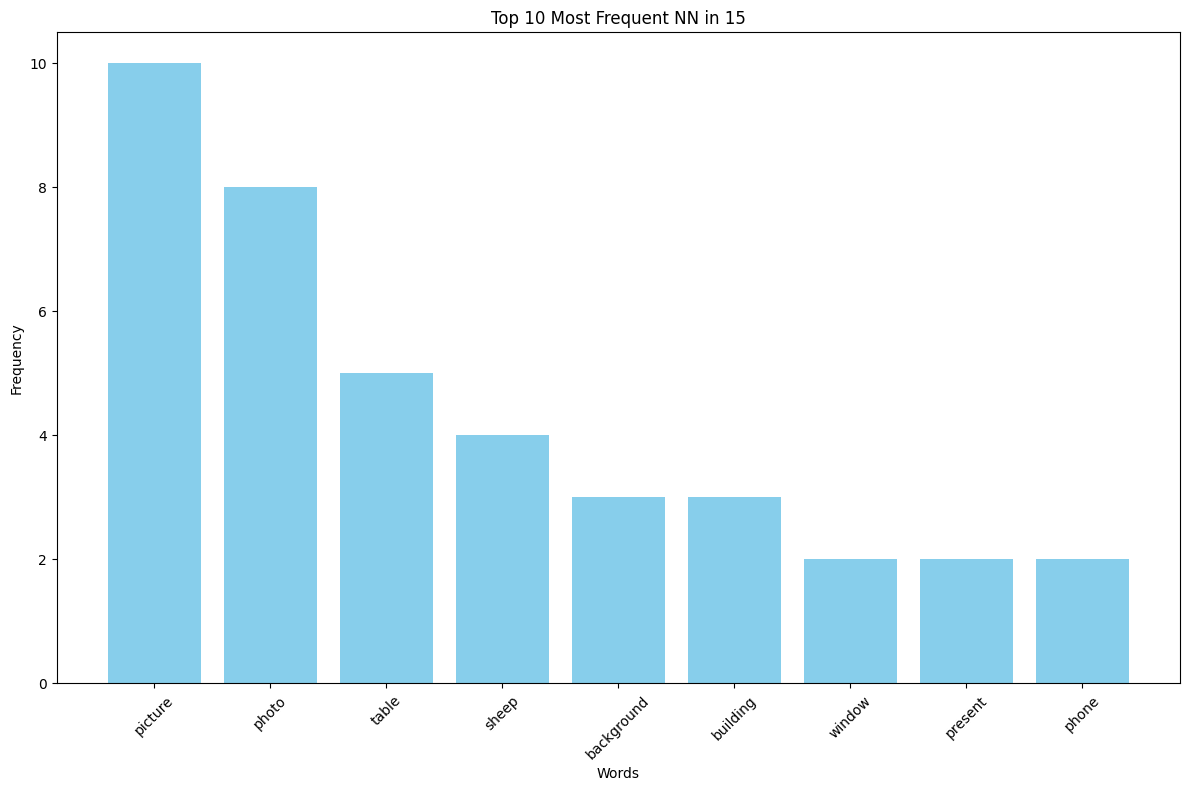 Top 10 Most Frequent NN in 15
Frequency
10
8
6
4
2
0
picture
photo
table
sheep
background
building
window
present
phone
Words